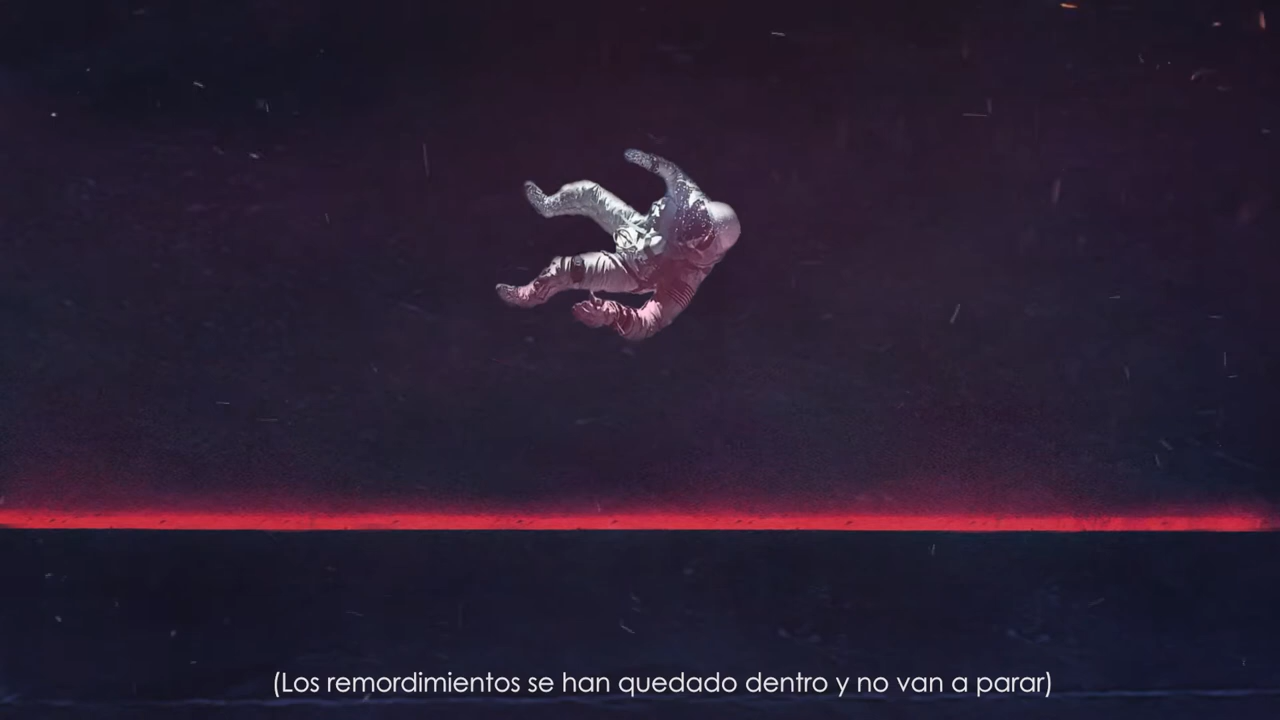 (Los remordimientos se han quedado dentro y no van a parar)